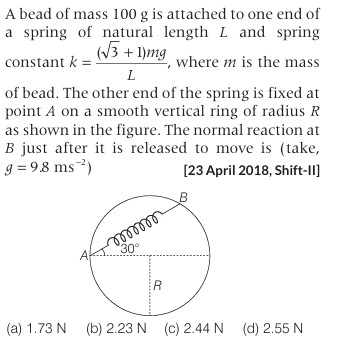 A bead of mass 100 g is attached to one end of
a spring of natural length L and spring
constant k = (√3 + 1)mg / L, where m is the mass
of bead. The other end of the spring is fixed at
point A on a smooth vertical ring of radius R
as shown in the figure. The normal reaction at
B just after it is released to move is (take,
g = 9.8 ms⁻²)
[23 April 2018, Shift-II]
B
A
30°
R
(a) 1.73 N (b) 2.23 N (c) 2.44 N (d) 2.55 N